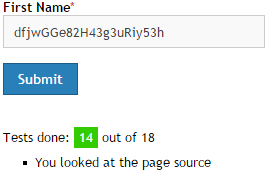 First Name*
dfjwGGe82H43g3uRiy53h
Submit
Tests done: 14 out of 18
▪ You looked at the page source